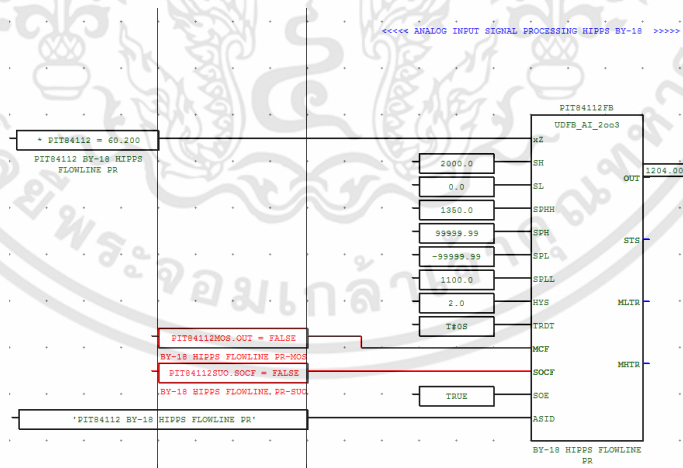 <<<<< ANALOG INPUT SIGNAL PROCESSING HIPPS BY-18 >>>>>
PIT84112FB
UDFB_AI_2oo3
* PIT84112 = 60.200
PIT84112 BY-18 HIPPS
FLOWLINE PR
xZ
2000.0
SH
0.0
SL
1350.0
SPHH
99999.99
SPH
-99999.99
SPL
1100.0
SPLL
2.0
HYS
T#0S
TRDT
PIT84112MOS.OUT = FALSE
BY-18 HIPPS FLOWLINE PR-MOS
MCF
PIT84112SUO.SOCF = FALSE
BY-18 HIPPS FLOWLINE PR-SUO
SOCF
TRUE
SOE
'PIT84112 BY-18 HIPPS FLOWLINE PR'
ASID
OUT
1204.00
STS
MLTR
MHTR
BY-18 HIPPS FLOWLINE
PR